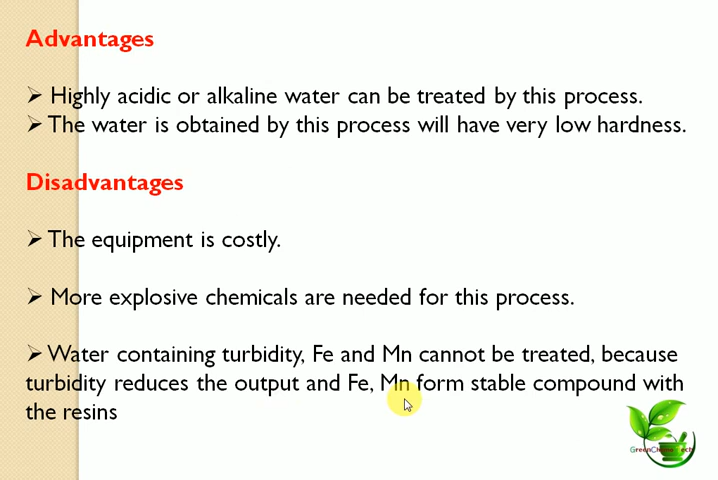 Advantages
➢ Highly acidic or alkaline water can be treated by this process.
➢ The water is obtained by this process will have very low hardness.
Disadvantages
➢ The equipment is costly.
➢ More explosive chemicals are needed for this process.
➢ Water containing turbidity, Fe and Mn cannot be treated, because
turbidity reduces the output and Fe, Mn form stable compound with
the resins